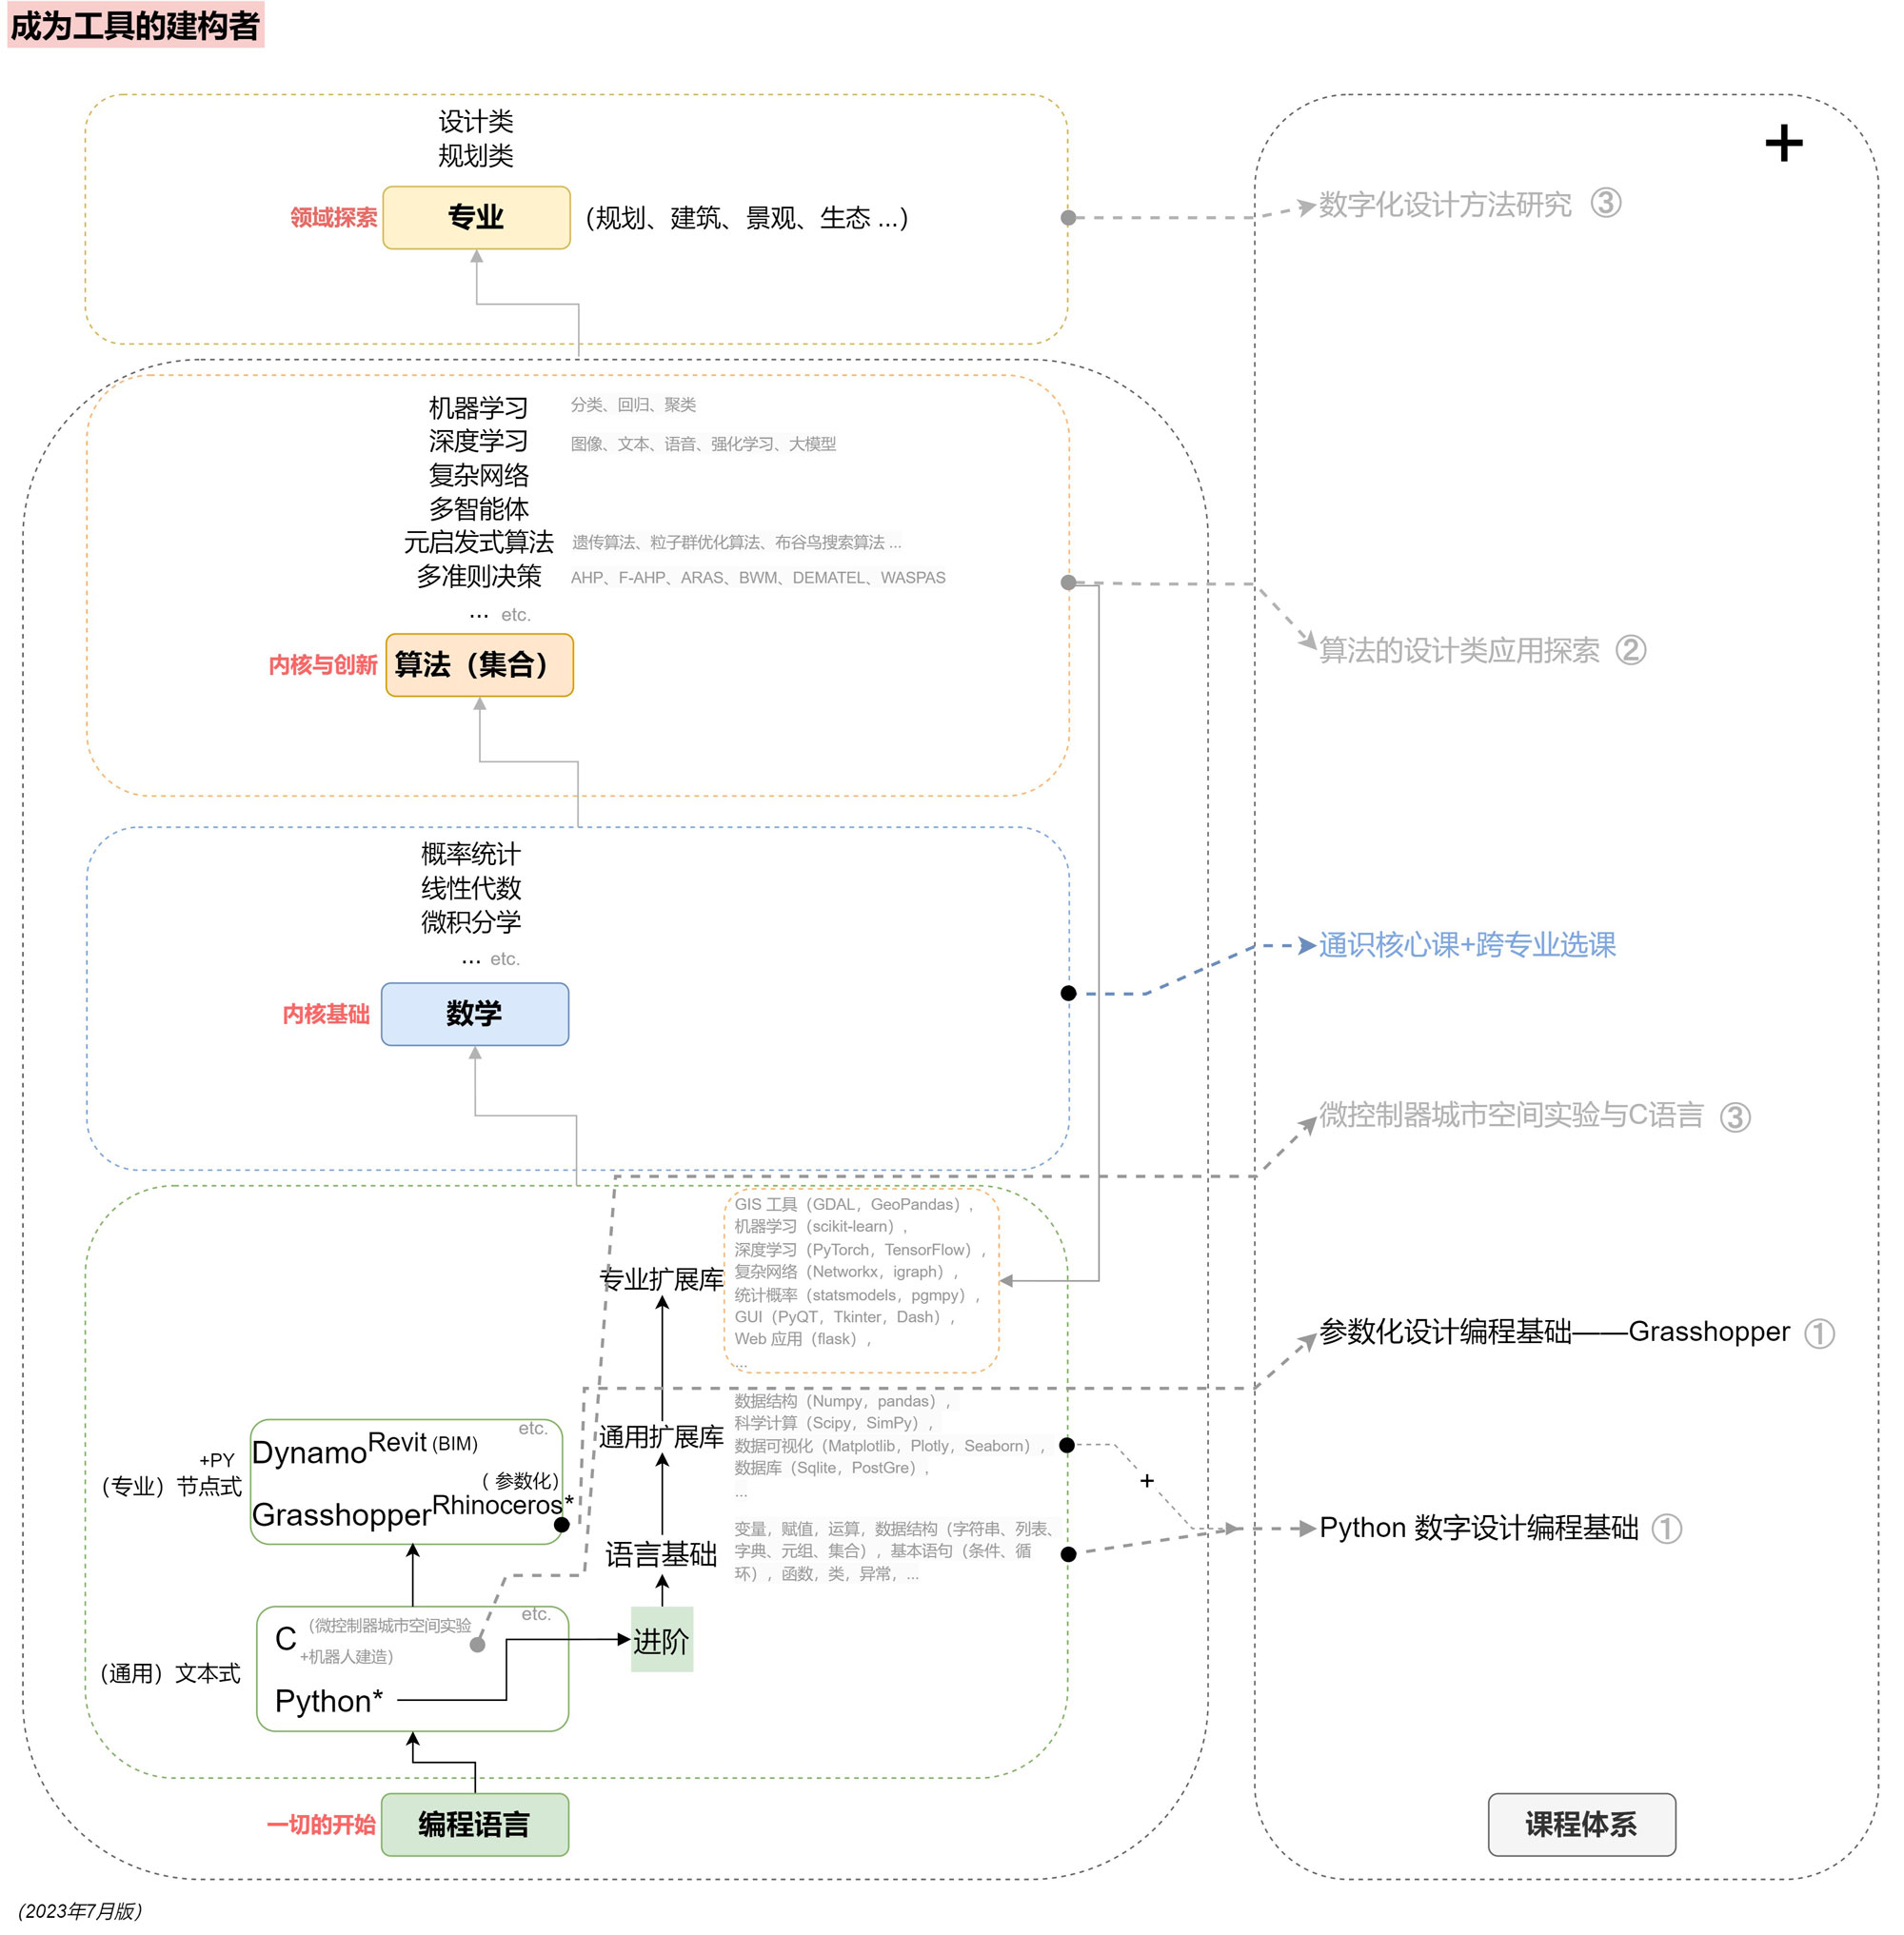 成为工具的建构者
设计类
规划类
领域探索
专业
（规划、建筑、景观、生态 ...）
机器学习
分类、回归、聚类
深度学习
图像、文本、语音、强化学习、大模型
复杂网络
多智能体
元启发式算法
遗传算法、粒子群优化算法、布谷鸟搜索算法 ...
多准则决策
AHP、F-AHP、ARAS、BWM、DEMATEL、WASPAS
... etc.
内核与创新
算法（集合）
概率统计
线性代数
微积分学
... etc.
内核基础
数学
专业扩展库
GIS 工具（GDAL，GeoPandas），
机器学习（scikit-learn），
深度学习（PyTorch，TensorFlow），
复杂网络（Networkx，igraph），
统计概率（statsmodels，pgmpy），
GUI（PyQT，Tkinter，Dash），
Web 应用（flask），
...
通用扩展库
数据结构（Numpy，pandas），
科学计算（Scipy，SimPy），
数据可视化（Matplotlib，Plotly，Seaborn），
数据库（Sqlite，PostGre），
...
语言基础
变量，赋值，运算，数据结构（字符串、列表、
字典、元组、集合），基本语句（条件、循
环），函数，类，异常，...
进阶
+PY
（专业）节点式
etc.
Dynamo Revit (BIM)
（ 参数化）
Grasshopper Rhinoceros*
（通用）文本式
etc.
C （微控制器城市空间实验
+机器人建造）
Python*
一切的开始
编程语言
+
数字化设计方法研究 ③
算法的设计类应用探索 ②
通识核心课+跨专业选课
微控制器城市空间实验与C语言 ③
参数化设计编程基础——Grasshopper ①
+
Python 数字设计编程基础 ①
课程体系
（2023年7月版）